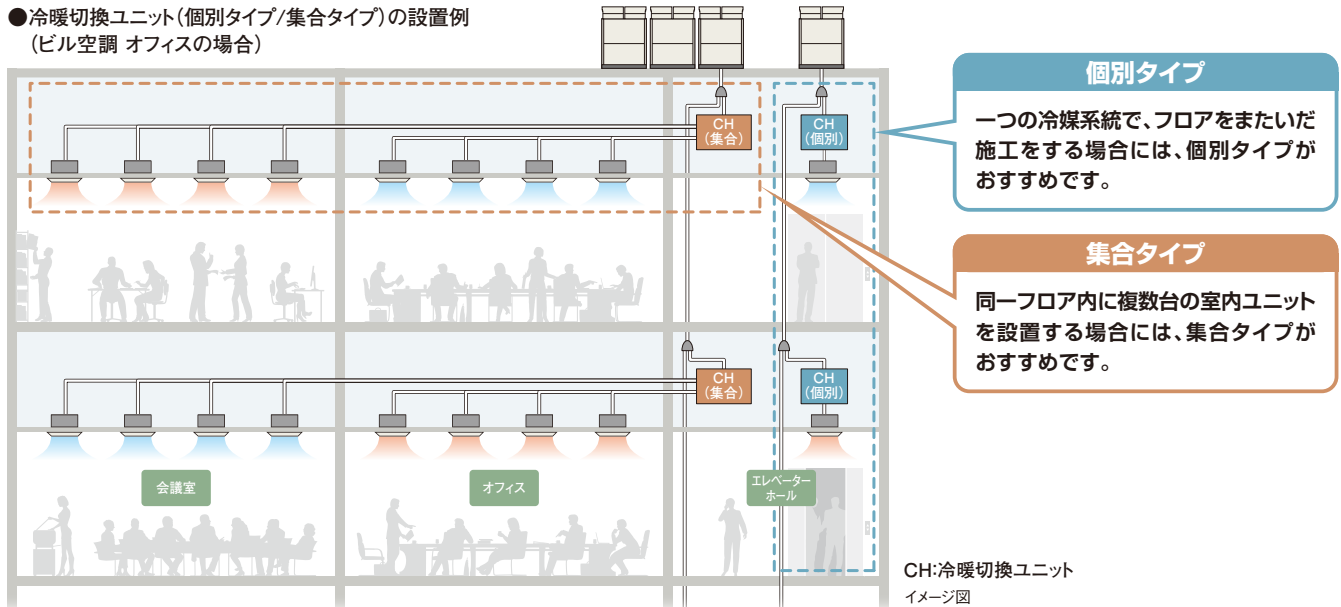 ●冷暖切換ユニット（個別タイプ/集合タイプ）の設置例
（ビル空調 オフィスの場合）
CH
（集合）
CH
（個別）
個別タイプ
一つの冷媒系統で、フロアをまたいだ
施工をする場合には、個別タイプが
おすすめです。
集合タイプ
同一フロア内に複数台の室内ユニット
を設置する場合には、集合タイプが
おすすめです。
CH
（集合）
CH
（個別）
会議室
オフィス
エレベーター
ホール
CH:冷暖切換ユニット
イメージ図